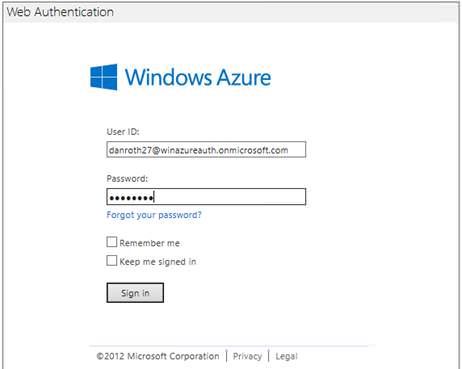 Web Authentication
Windows Azure
User ID:
danroth27@winazureauth.onmicrosoft.com
Password:
••••••••
Forgot your password?
Remember me
Keep me signed in
Sign in
©2012 Microsoft Corporation | Privacy | Legal